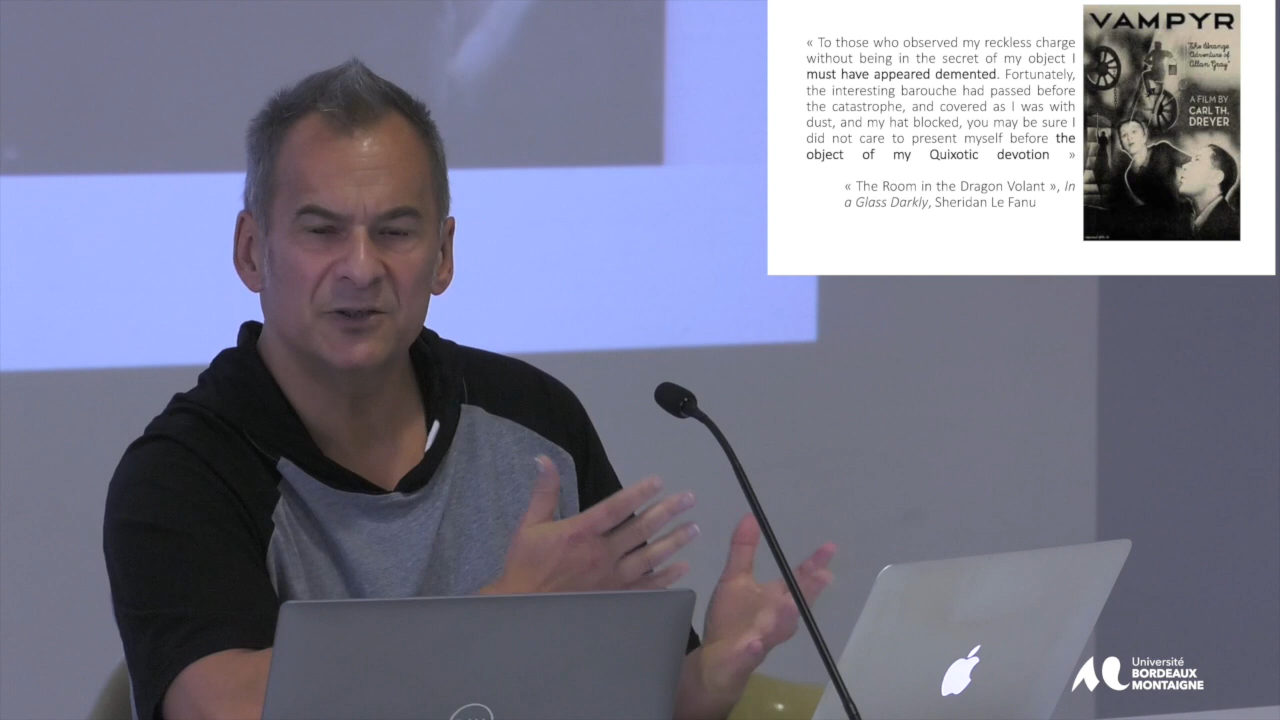 « To those who observed my reckless charge
without being in the secret of my object I
must have appeared demented. Fortunately,
the interesting barouche had passed before
the catastrophe, and covered as I was with
dust, and my hat blocked, you may be sure I
did not care to present myself before the
object of my Quixotic devotion »
« The Room in the Dragon Volant », In
a Glass Darkly, Sheridan Le Fanu
VAMPYR
The Strange
Adventure of
Allan Gray"
A FILM BY
CARL TH.
DREYER
Université
BORDEAUX
MONTAIGNE